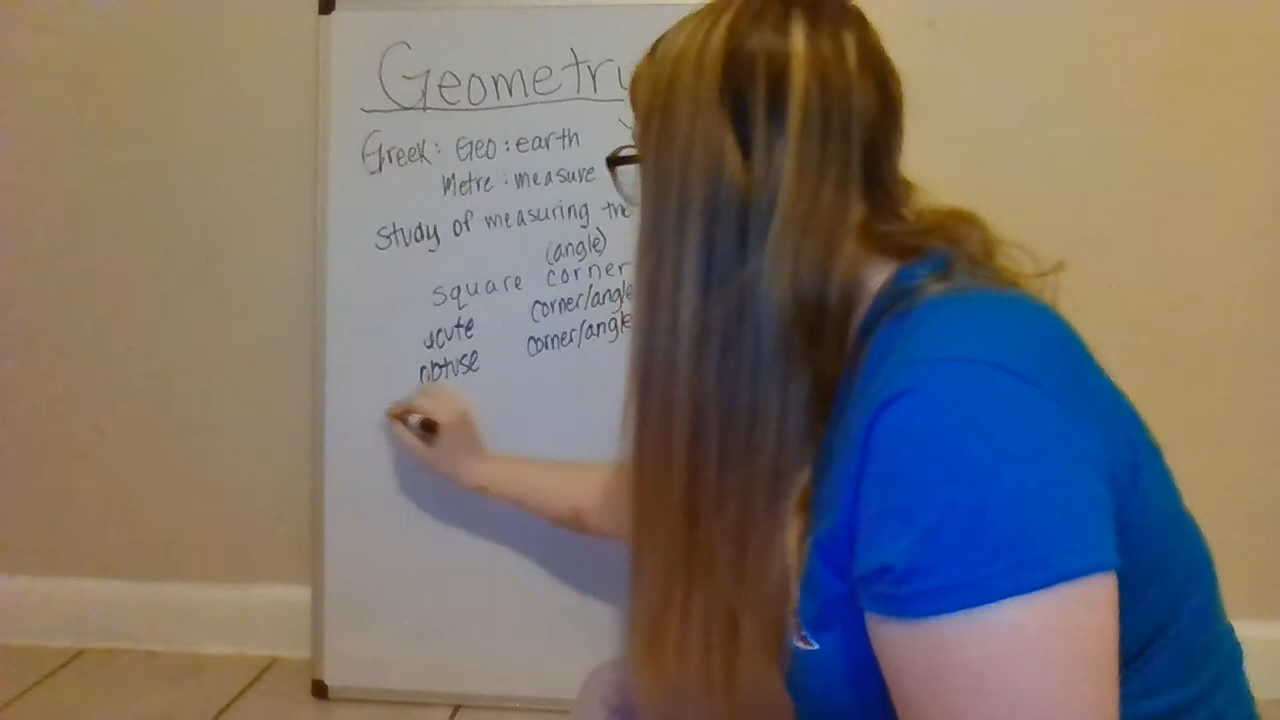 Geometry
Greek: Geo: earth
Metre: measure
Study of measuring the
(angle)
square corner
acute corner/angle
obtuse corner/angle